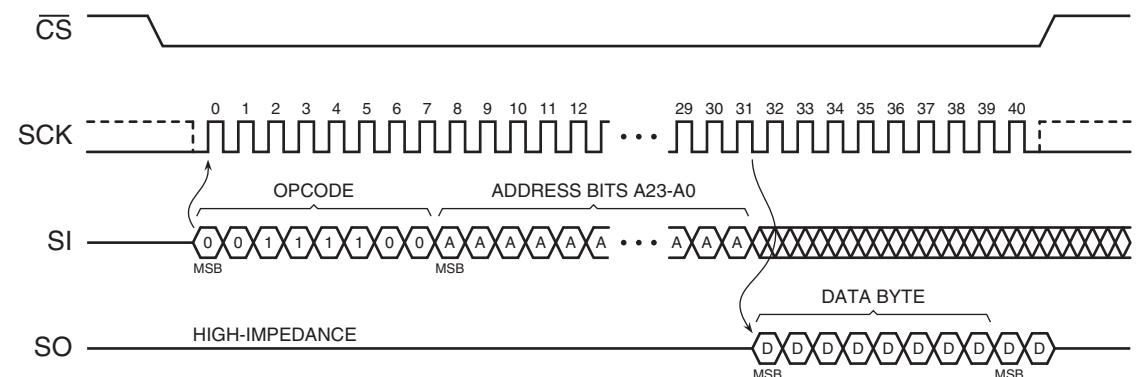 CS
0 1 2 3 4 5 6 7 8 9 10 11 12 29 30 31 32 33 34 35 36 37 38 39 40
SCK
OPCODE ADDRESS BITS A23-A0
SI 0 0 1 1 1 1 0 0 A A A A A A A A A
MSB MSB
DATA BYTE
HIGH-IMPEDANCE
SO D D D D D D D D D D
MSB MSB